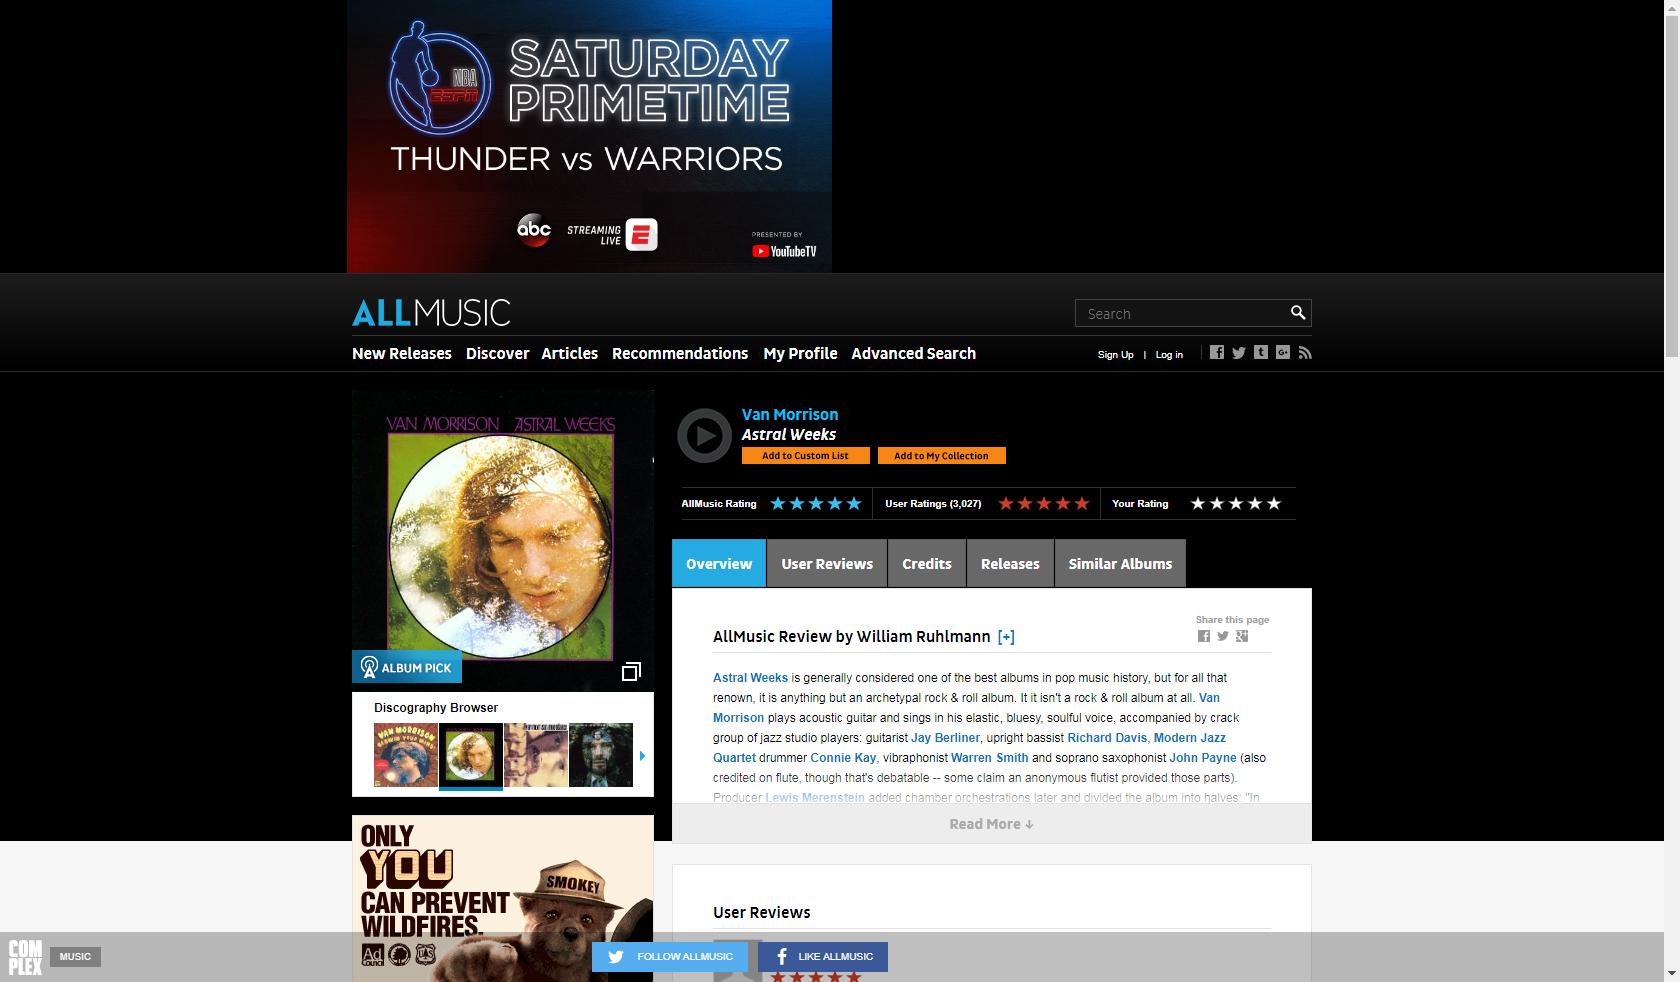 NBA
ESPN
SATURDAY
PRIMETIME
THUNDER vs WARRIORS
abc
STREAMING
LIVE
E
PRESENTED BY
YouTubeTV
ALLMUSIC
Search
New Releases Discover Articles Recommendations My Profile Advanced Search
Sign Up | Log in
VAN MORRISON ASTRAL WEEKS
ALBUM PICK
Van Morrison
Astral Weeks
Add to Custom List Add to My Collection
AllMusic Rating User Ratings (3,027) Your Rating
Overview User Reviews Credits Releases Similar Albums
Share this page
AllMusic Review by William Ruhlmann [+]
Astral Weeks is generally considered one of the best albums in pop music history, but for all that
renown, it is anything but an archetypal rock & roll album. It isn't a rock & roll album at all. Van
Morrison plays acoustic guitar and sings in his elastic, bluesy, soulful voice, accompanied by crack
group of jazz studio players: guitarist Jay Berliner, upright bassist Richard Davis, Modern Jazz
Quartet drummer Connie Kay, vibraphonist Warren Smith and soprano saxophonist John Payne (also
credited on flute, though that's debatable -- some claim an anonymous flutist provided those parts).
Producer Lewis Merenstein added chamber orchestrations later and divided the album into halves: "In
Read More ↓
Discography Browser
VAN MORRISON
ONLY
YOU
CAN PREVENT
WILDFIRES.
SMOKEY
Ad
Council
User Reviews
COMPLEX
MUSIC
FOLLOW ALLMUSIC
LIKE ALLMUSIC